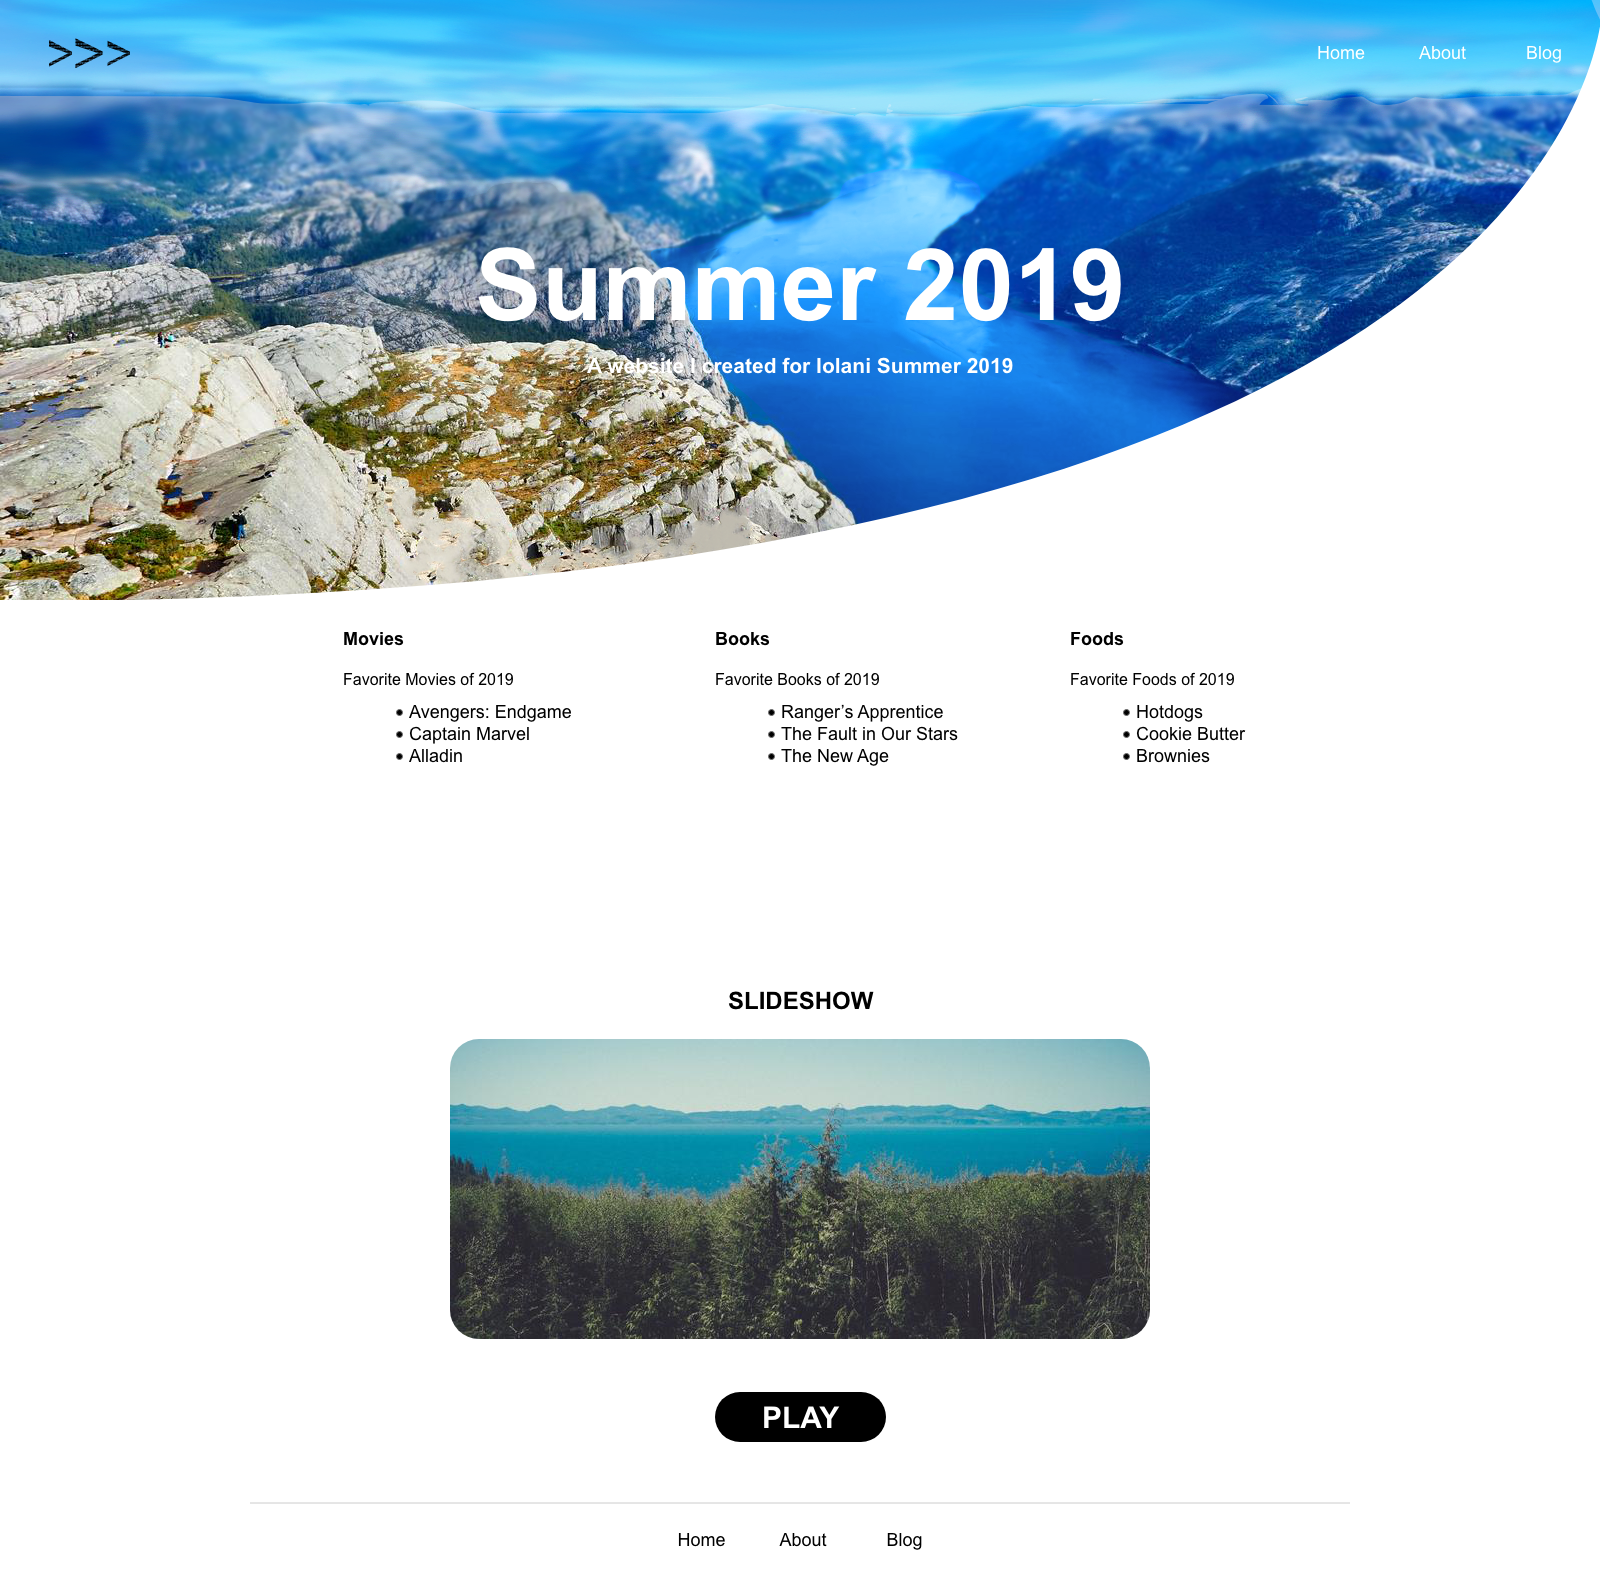 >>>
Home About Blog
Summer 2019
A website I created for Iolani Summer 2019
Movies
Favorite Movies of 2019
• Avengers: Endgame
• Captain Marvel
• Alladin
Books
Favorite Books of 2019
• Ranger’s Apprentice
• The Fault in Our Stars
• The New Age
Foods
Favorite Foods of 2019
• Hotdogs
• Cookie Butter
• Brownies
SLIDESHOW
PLAY
Home About Blog